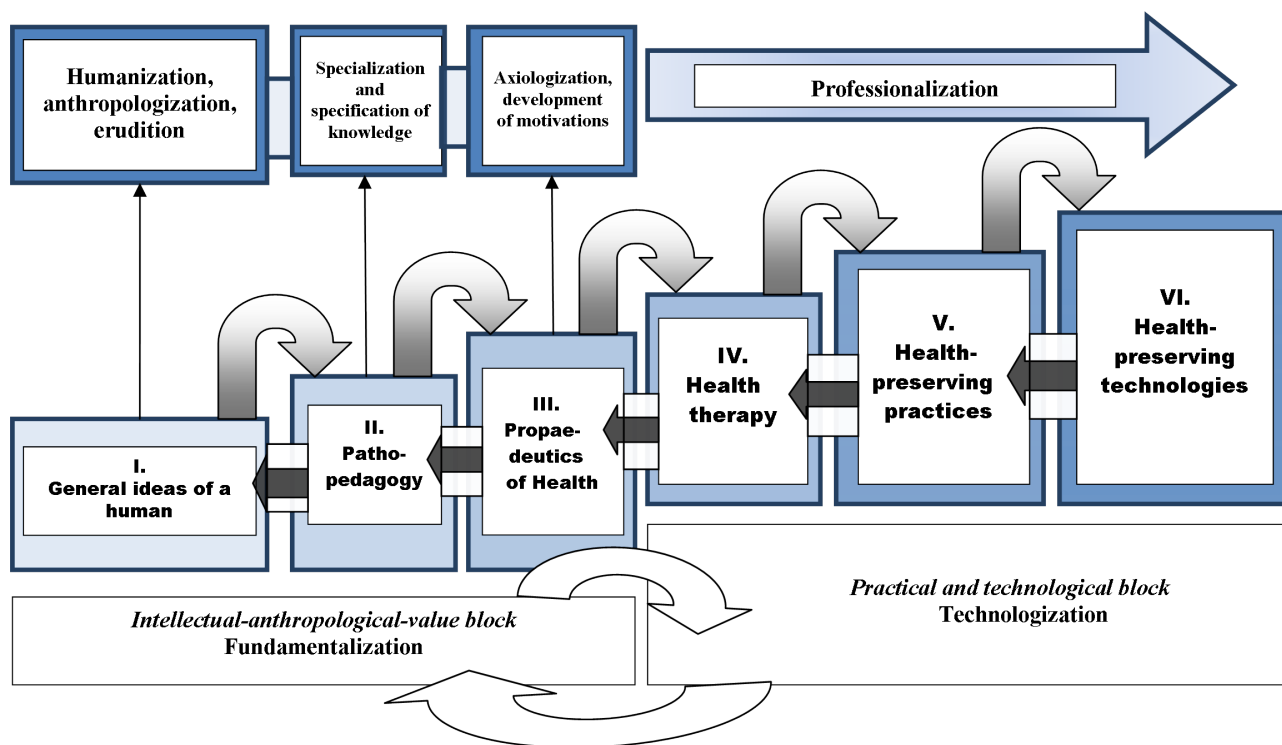 Humanization,
anthropologization,
erudition
Specialization
and
specification of
knowledge
Axiologization,
development
of motivations
Professionalization
I.
General ideas of a
human
II.
Patho-
pedagogy
III.
Propae-
deutics
of Health
IV.
Health
therapy
V.
Health-
preserving
practices
VI.
Health-
preserving
technologies
Intellectual-anthropological-value block
Fundamentalization
Practical and technological block
Technologization